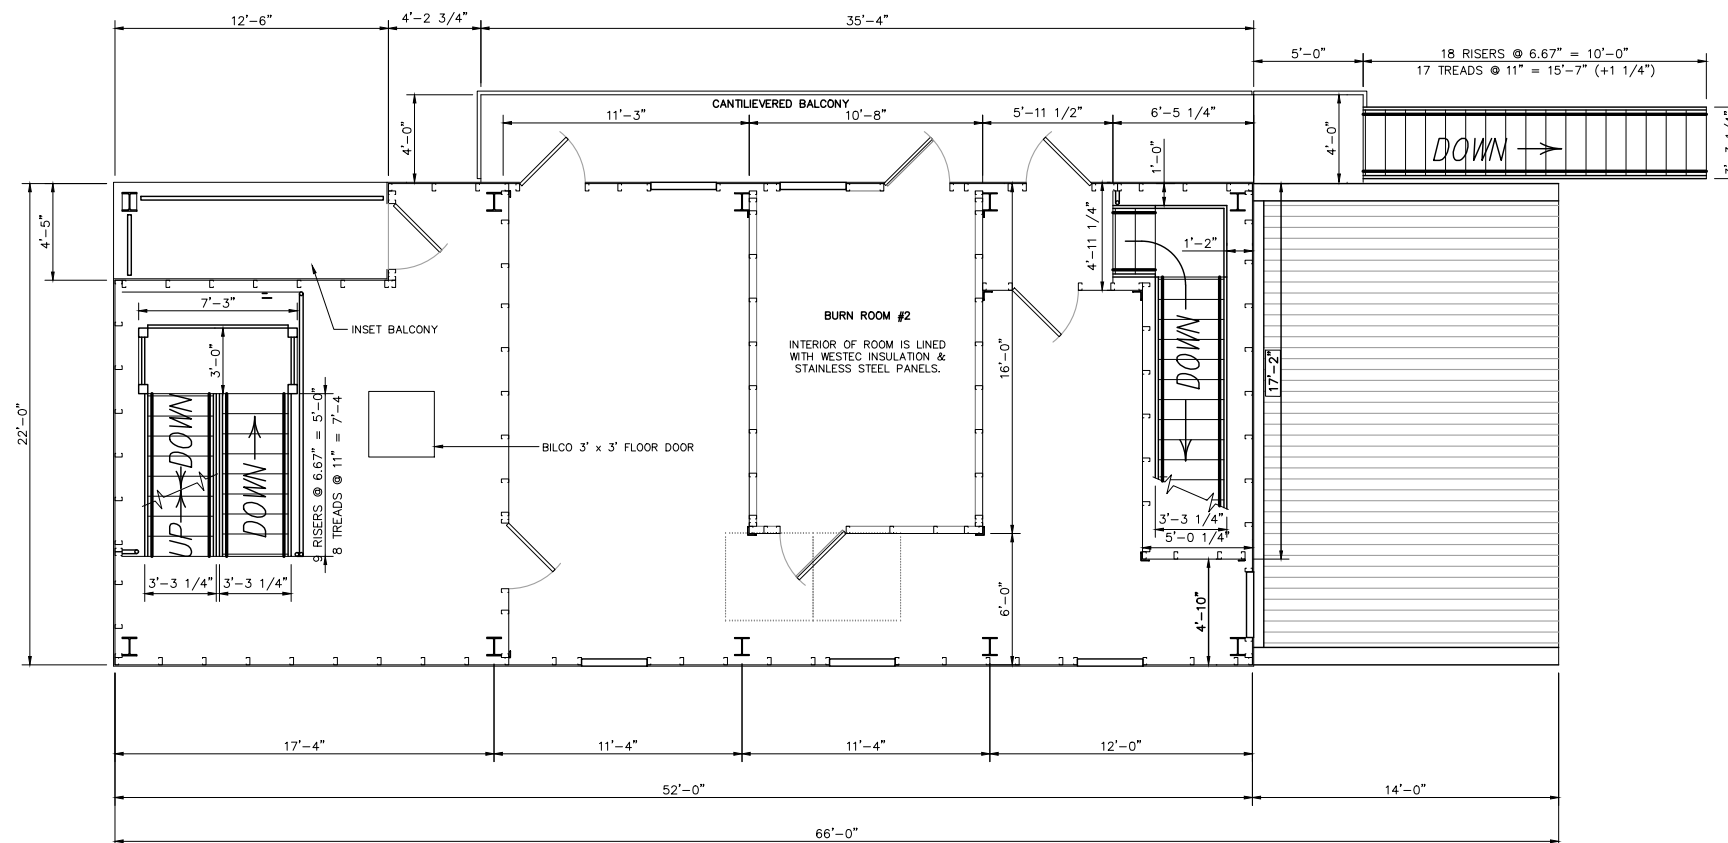 12'-6"
4'-2 3/4"
35'-4"
5'-0"
18 RISERS @ 6.67" = 10'-0"
17 TREADS @ 11" = 15'-7" (+1 1/4")
CANTILIEVERED BALCONY
11'-3"
10'-8"
5'-11 1/2"
6'-5 1/4"
4'-0"
1'-0"
4'-0"
DOWN
4'-5"
4'-11 1/4"
1'-2"
7'-3"
INSET BALCONY
BURN ROOM #2
INTERIOR OF ROOM IS LINED
WITH WESTEC INSULATION &
STAINLESS STEEL PANELS.
3'-0"
16'-0"
DOWN
17'-2"
22'-0"
UP
DOWN
DOWN
9 RISERS @ 6.67" = 5'-0"
8 TREADS @ 11" = 7'-4
BILCO 3' x 3' FLOOR DOOR
3'-3 1/4"
5'-0 1/4"
3'-3 1/4"
3'-3 1/4"
6'-0"
4'-10"
17'-4"
11'-4"
11'-4"
12'-0"
52'-0"
14'-0"
66'-0"